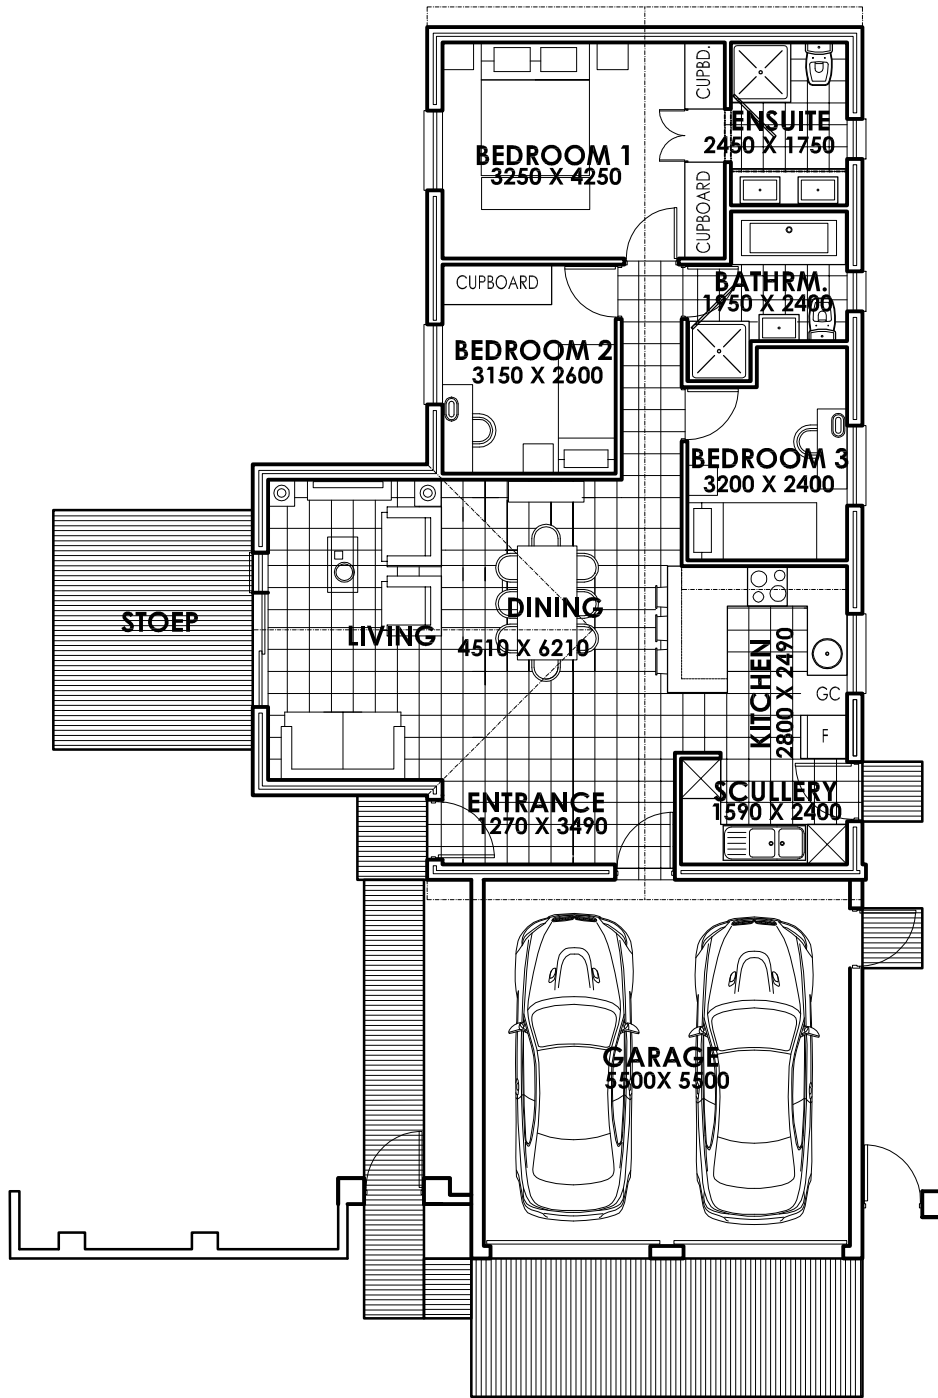 CUPBD.
ENSUITE
2450 X 1750
BEDROOM 1
3250 X 4250
CUPBOARD
CUPBOARD
BATHRM.
1950 X 2400
BEDROOM 2
3150 X 2600
BEDROOM 3
3200 X 2400
STOEP
LIVING
DINING
4510 X 6210
KITCHEN
2800 X 2490
GC
F
SCULLERY
1590 X 2400
ENTRANCE
1270 X 3490
GARAGE
5500X 5500